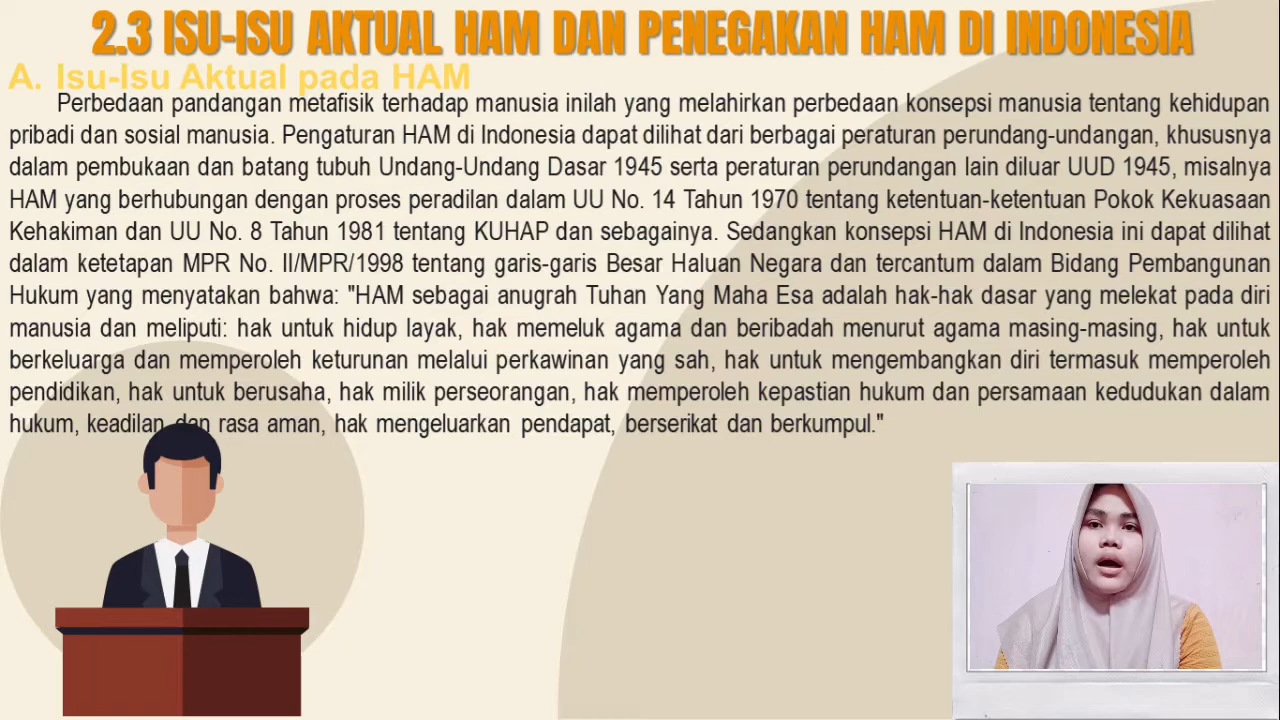 2.3 ISU-ISU AKTUAL HAM DAN PENEGAKAN HAM DI INDONESIA
A. Isu-Isu Aktual pada HAM
Perbedaan pandangan metafisik terhadap manusia inilah yang melahirkan perbedaan konsepsi manusia tentang kehidupan
pribadi dan sosial manusia. Pengaturan HAM di Indonesia dapat dilihat dari berbagai peraturan perundang-undangan, khususnya
dalam pembukaan dan batang tubuh Undang-Undang Dasar 1945 serta peraturan perundangan lain diluar UUD 1945, misalnya
HAM yang berhubungan dengan proses peradilan dalam UU No. 14 Tahun 1970 tentang ketentuan-ketentuan Pokok Kekuasaan
Kehakiman dan UU No. 8 Tahun 1981 tentang KUHAP dan sebagainya. Sedangkan konsepsi HAM di Indonesia ini dapat dilihat
dalam ketetapan MPR No. II/MPR/1998 tentang garis-garis Besar Haluan Negara dan tercantum dalam Bidang Pembangunan
Hukum yang menyatakan bahwa: "HAM sebagai anugrah Tuhan Yang Maha Esa adalah hak-hak dasar yang melekat pada diri
manusia dan meliputi: hak untuk hidup layak, hak memeluk agama dan beribadah menurut agama masing-masing, hak untuk
berkeluarga dan memperoleh keturunan melalui perkawinan yang sah, hak untuk mengembangkan diri termasuk memperoleh
pendidikan, hak untuk berusaha, hak milik perseorangan, hak memperoleh kepastian hukum dan persamaan kedudukan dalam
hukum, keadilan dan rasa aman, hak mengeluarkan pendapat, berserikat dan berkumpul."